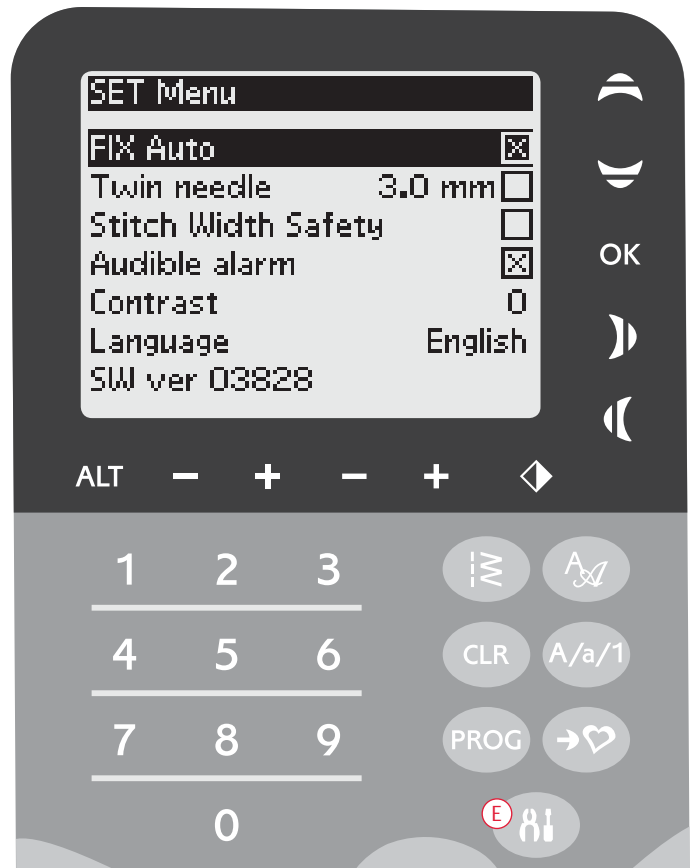 SET Menu
FIX Auto
Twin needle 3.0 mm
Stitch Width Safety
Audible alarm
Contrast 0
Language English
SW ver 03828
OK
ALT - + - +
1 2 3
4 5 6 CLR A/a/1
7 8 9 PROG
0 E